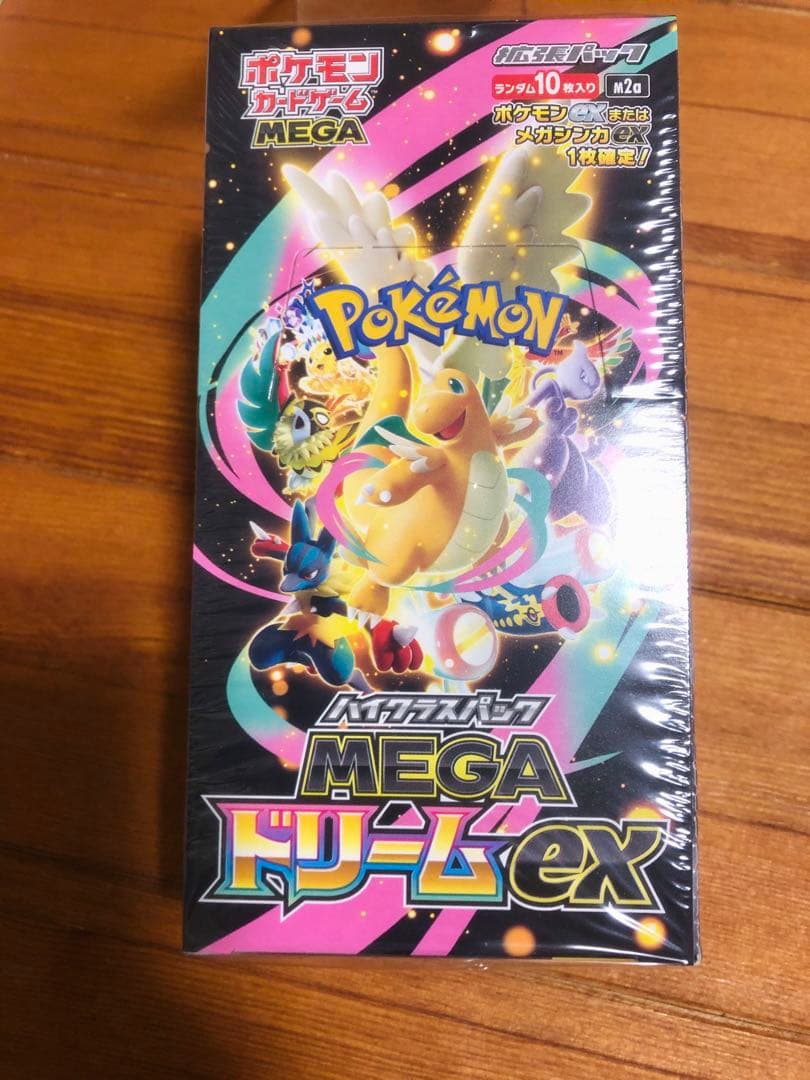 ポケモン
カードゲーム
MEGA
拡張パック
ランダム10枚入り M2a
ポケモンexまたは
メガシンカex
1枚確定!
POKéMON
ハイクラスパック
MEGA
ドリームex